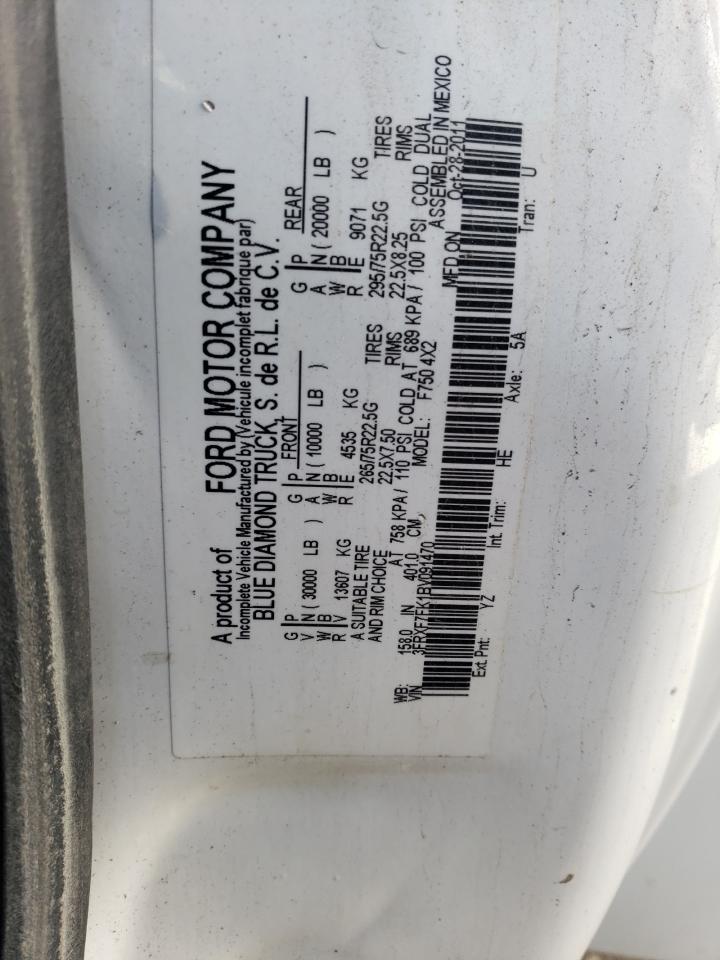 A product of FORD MOTOR COMPANY
Incomplete Vehicle Manufactured by (Vehicule incomplet fabrique par)
BLUE DIAMOND TRUCK, S. de R.L. de C.V.
FRONT REAR
G P G P G P
V N ( 30000 LB ) A N ( 10000 LB ) A N ( 20000 LB )
W B W B W B
R V 13607 KG R E 4535 KG R E 9071 KG
A SUITABLE TIRE 265/75R22.5G TIRES 295/75R22.5G TIRES
AND RIM CHOICE 22.5X7.50 RIMS 22.5X8.25 RIMS
AT 758 KPA/ 110 PSI COLD AT 689 KPA/ 100 PSI COLD DUAL
WB: 158.0 IN 401.0 CM MODEL: F750 4X2 ASSEMBLED IN MEXICO
VIN 3FRXF7FK1BV091470 MFD ON Oct-28-2011
Ext. Pnt: YZ Int. Trim: HE Axle: 5A Tran: U